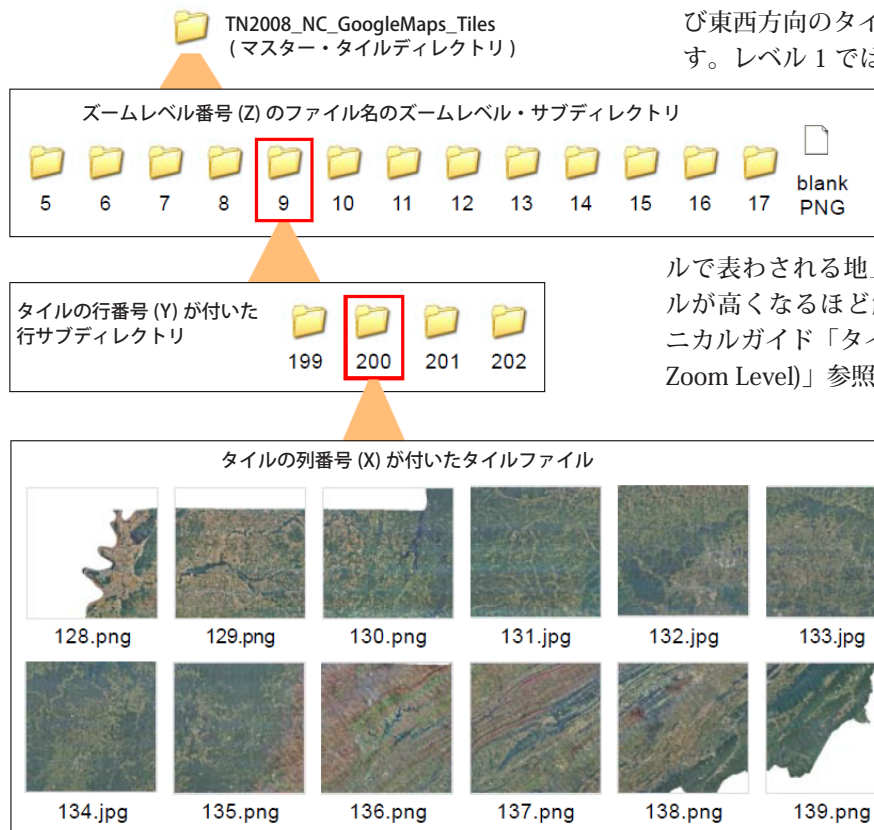 TN2008_NC_GoogleMaps_Tiles
( マスター・タイルディレクトリ )
び東西方向のタイ
す。レベル 1 では
ズームレベル番号 (Z) のファイル名のズームレベル・サブディレクトリ
5 6 7 8 9 10 11 12 13 14 15 16 17 blank PNG
ルで表わされる地上
ルが高くなるほど
ニカルガイド「タイ
Zoom Level)」参照
タイルの行番号 (Y) が付いた
行サブディレクトリ
199 200 201 202
タイルの列番号 (X) が付いたタイルファイル
128.png 129.png 130.png 131.jpg 132.jpg 133.jpg
134.jpg 135.png 136.png 137.png 138.png 139.png